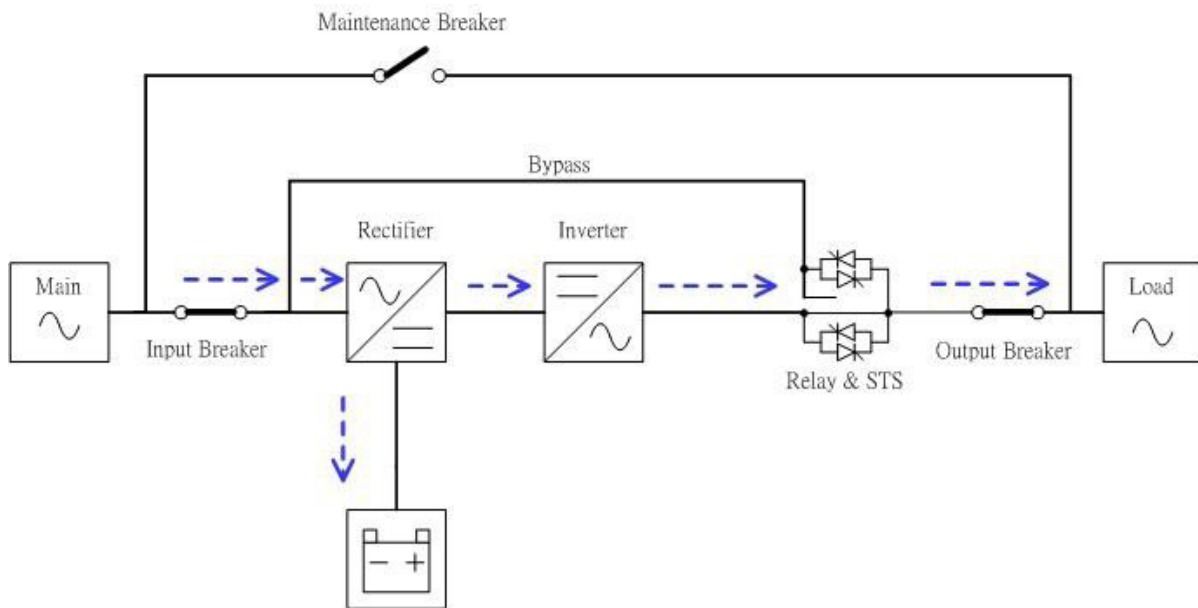 Maintenance Breaker
Bypass
Rectifier
Inverter
Main
Load
Input Breaker
Output Breaker
Relay & STS